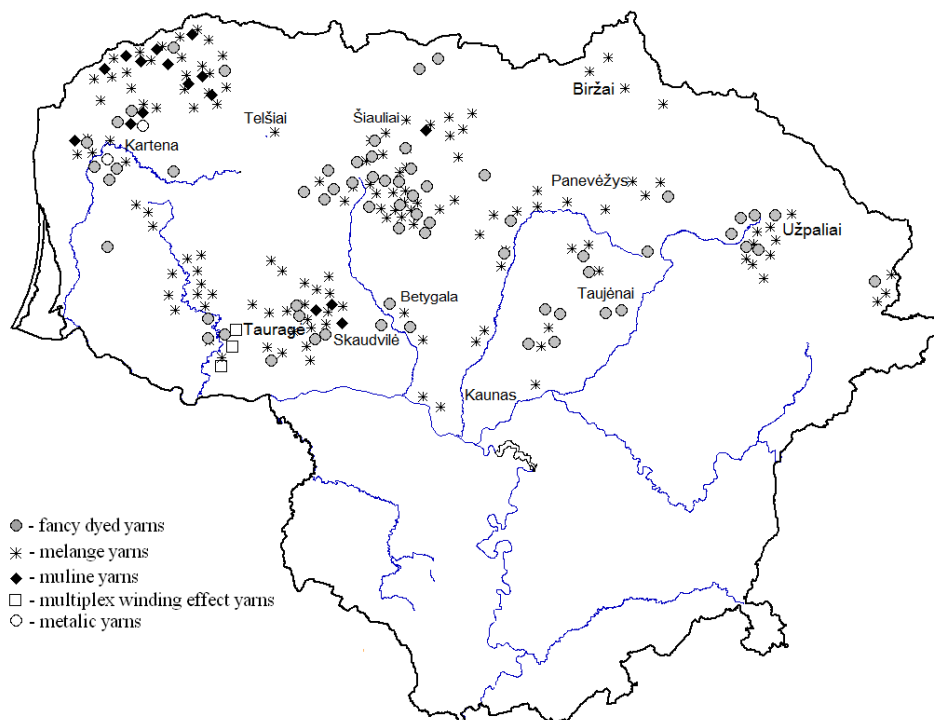 Biržai
Telšiai
Šiauliai
Kartena
Panevėžys
Užpaliai
Taujėnai
Betygala
Tauragė
Skaudvilė
Kaunas
- fancy dyed yarns
- melange yarns
- muline yarns
- multiplex winding effect yarns
- metalic yarns